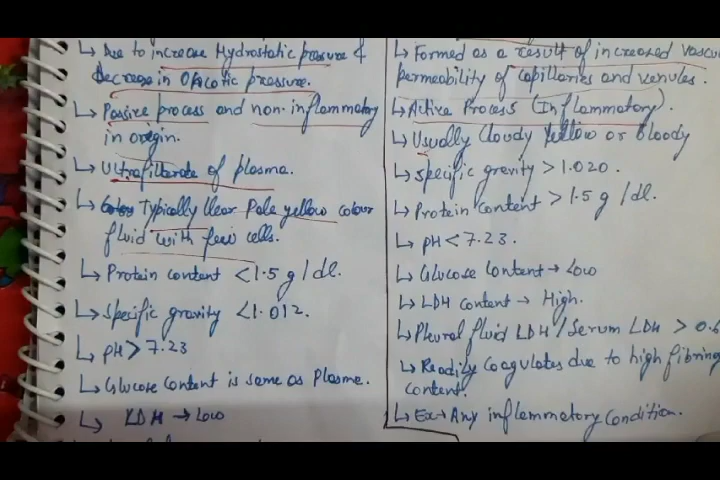 ↳ Due to increase Hydrostatic pressure &
decrease in Oncotic pressure.
↳ Passive process and non-inflammatory
in origin.
↳ Ultrafilterate of plasma.
↳ Typically Clear Pale yellow colour
fluid with few cells.
↳ Protein content < 1.5 g/dl.
↳ Specific gravity < 1.012.
↳ pH > 7.23
↳ Glucose Content is same as Plasma.
↳ LDH → Low
↳ Formed as a result of increased vascu
permeability of capillaries and venules.
↳ Active Process (Inflammatory).
↳ Usually Cloudy Yellow or Bloody
↳ Specific gravity > 1.020.
↳ Protein content > 1.5 g/dl.
↳ pH < 7.23.
↳ Glucose Content → Low
↳ LDH content → High.
↳ Pleural fluid LDH / Serum LDH > 0.6
↳ Readily Coagulates due to high fibrino
content.
↳ Ex → Any inflammatory Condition.